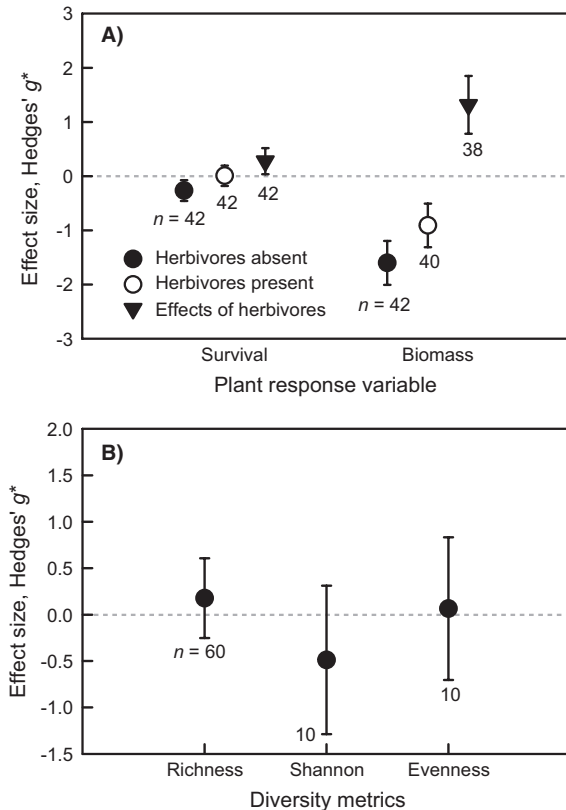 A)
3
2
1
0
-1
-2
-3
Effect size, Hedges' g*
n = 42
42
42
38
40
n = 42
Herbivores absent
Herbivores present
Effects of herbivores
Survival
Biomass
Plant response variable
B)
2.0
1.5
1.0
0.5
0.0
-0.5
-1.0
-1.5
Effect size, Hedges' g*
n = 60
10
10
Richness
Shannon
Evenness
Diversity metrics